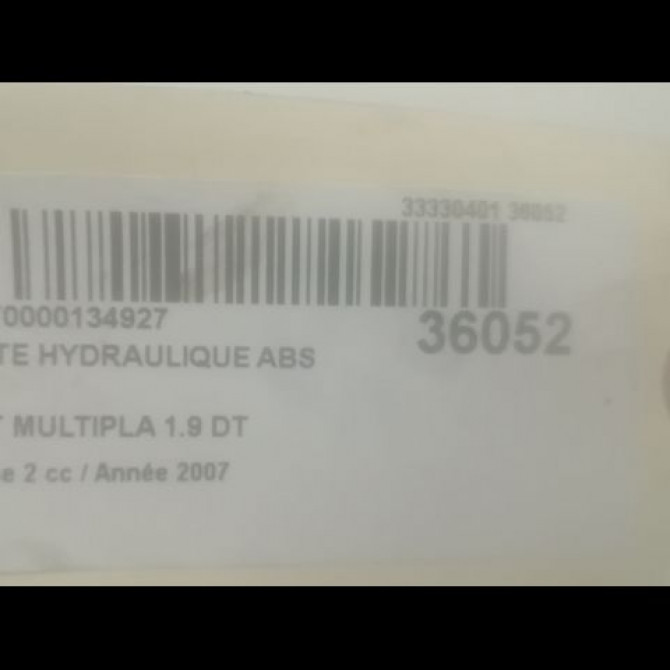 33330401 36052
0000134927
36052
TE HYDRAULIQUE ABS
T MULTIPLA 1.9 DT
e 2 cc / Année 2007